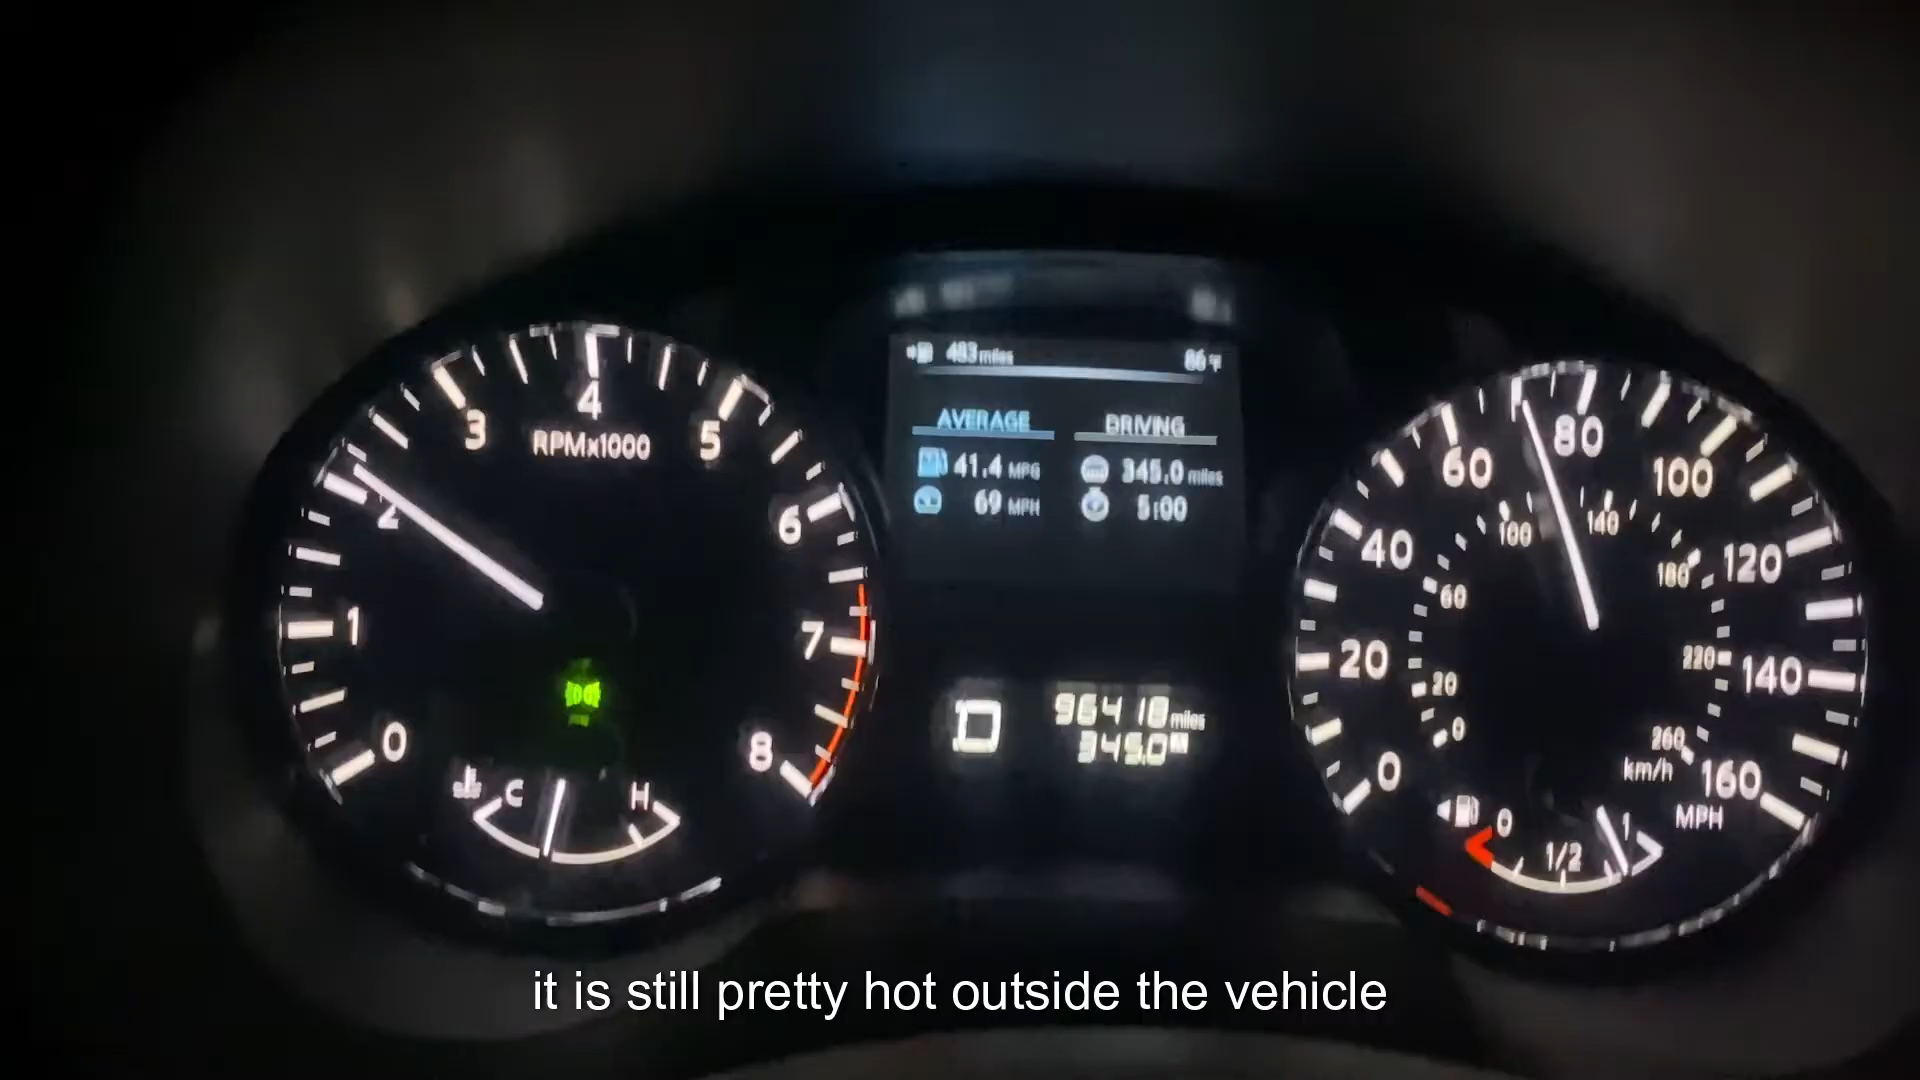 483 miles 86 °F
AVERAGE DRIVING
41.4 MPG 345.0 miles
69 MPH 5:00
0 1 2 3 4 5 6 7 8
RPMx1000
C H
D
96418 miles
345.0
0 20 40 60 80 100 120 140 160
0 20 60 100 140 180 220 260
km/h
MPH
0 1/2 1
it is still pretty hot outside the vehicle